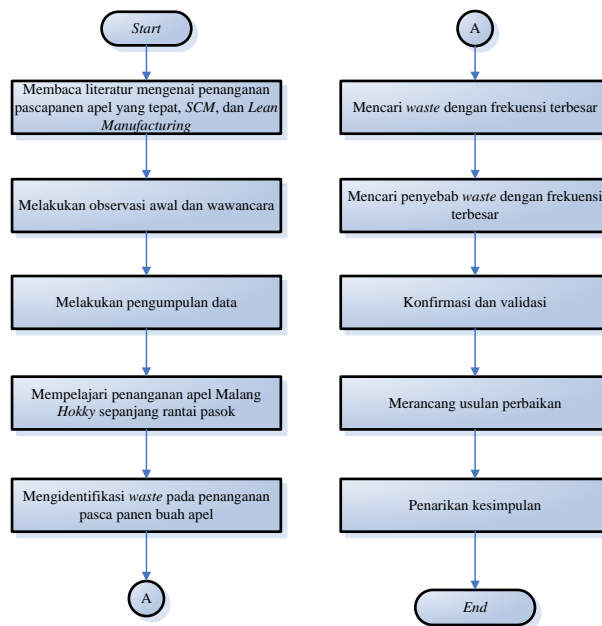 Start
Membaca literatur mengenai penanganan
pascapanen apel yang tepat, SCM, dan Lean
Manufacturing
Melakukan observasi awal dan wawancara
Melakukan pengumpulan data
Mempelajari penanganan apel Malang
Hokky sepanjang rantai pasok
Mengidentifikasi waste pada penanganan
pasca panen buah apel
A
A
Mencari waste dengan frekuensi terbesar
Mencari penyebab waste dengan frekuensi
terbesar
Konfirmasi dan validasi
Merancang usulan perbaikan
Penarikan kesimpulan
End